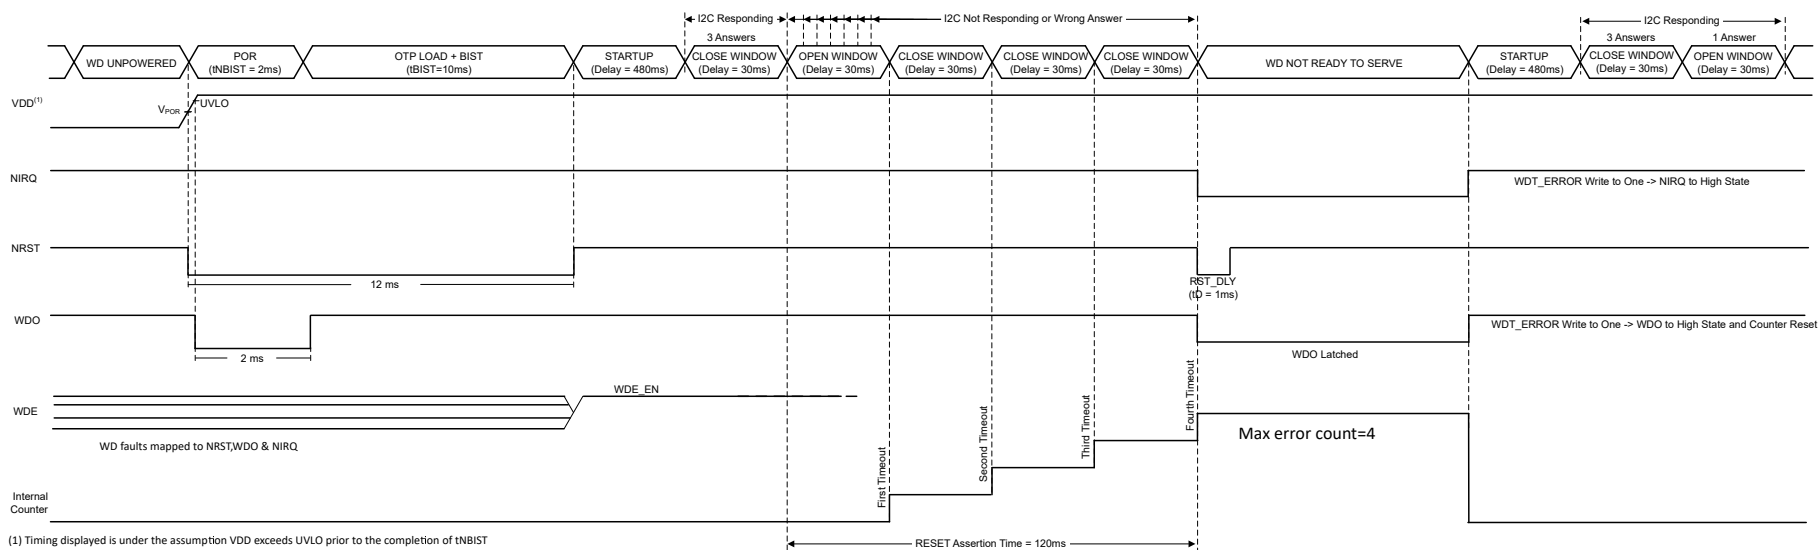 I2C Responding
I2C Not Responding or Wrong Answer
I2C Responding
3 Answers
3 Answers
1 Answer
WD UNPOWERED
POR
(tNBIST = 2ms)
OTP LOAD + BIST
(tBIST=10ms)
STARTUP
(Delay = 480ms)
CLOSE WINDOW
(Delay = 30ms)
OPEN WINDOW
(Delay = 30ms)
CLOSE WINDOW
(Delay = 30ms)
CLOSE WINDOW
(Delay = 30ms)
CLOSE WINDOW
(Delay = 30ms)
WD NOT READY TO SERVE
STARTUP
(Delay = 480ms)
CLOSE WINDOW
(Delay = 30ms)
OPEN WINDOW
(Delay = 30ms)
VDD(1)
VPOR
UVLO
NIRQ
WDT_ERROR Write to One -> NIRQ to High State
NRST
12 ms
RST_DLY
(tD = 1ms)
WDO
2 ms
WDT_ERROR Write to One -> WDO to High State and Counter Reset
WDO Latched
WDE
WDE_EN
WD faults mapped to NRST,WDO & NIRQ
First Timeout
Second Timeout
Third Timeout
Fourth Timeout
Max error count=4
Internal
Counter
(1) Timing displayed is under the assumption VDD exceeds UVLO prior to the completion of tNBIST
RESET Assertion Time = 120ms